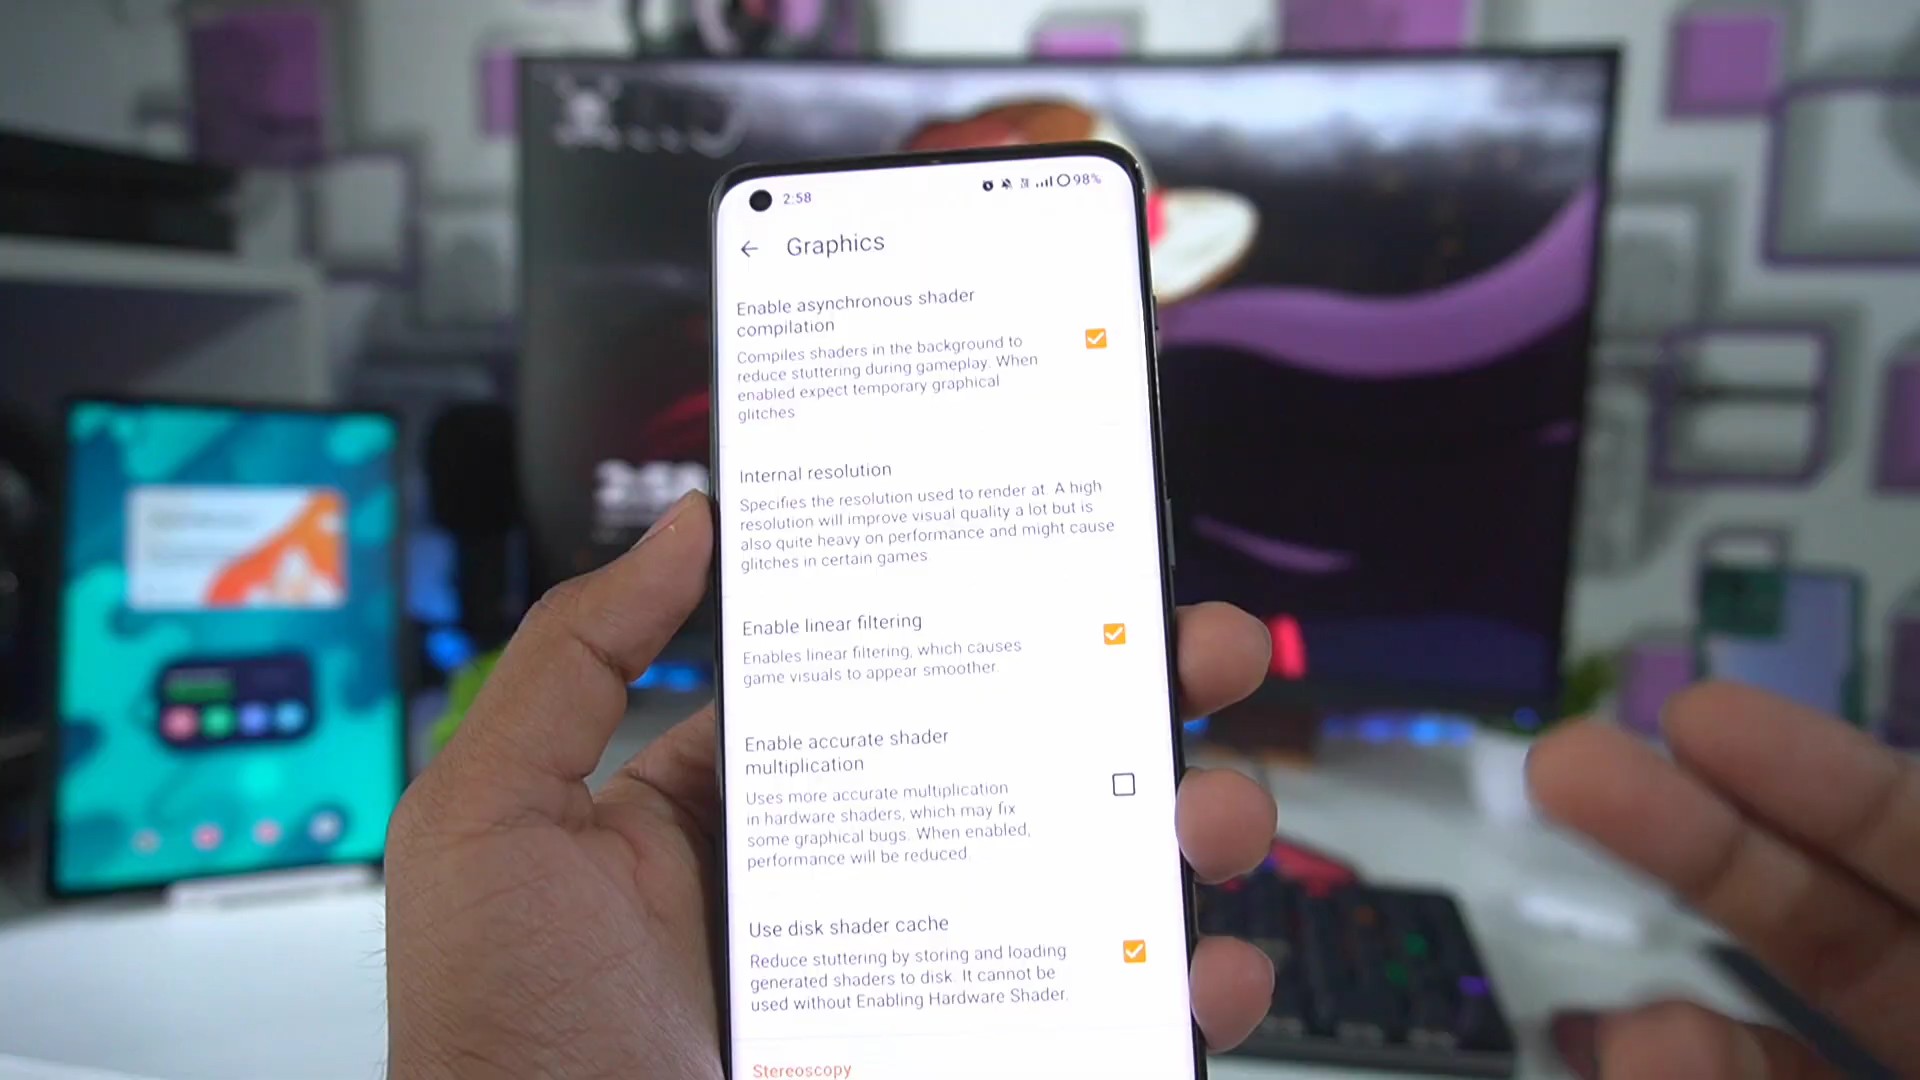 2:58
98%
Graphics
Enable asynchronous shader
compilation
Compiles shaders in the background to
reduce stuttering during gameplay. When
enabled expect temporary graphical
glitches
Internal resolution
Specifies the resolution used to render at. A high
resolution will improve visual quality a lot but is
also quite heavy on performance and might cause
glitches in certain games
Enable linear filtering
Enables linear filtering, which causes
game visuals to appear smoother.
Enable accurate shader
multiplication
Uses more accurate multiplication
in hardware shaders, which may fix
some graphical bugs. When enabled,
performance will be reduced.
Use disk shader cache
Reduce stuttering by storing and loading
generated shaders to disk. It cannot be
used without Enabling Hardware Shader.
Stereoscopy